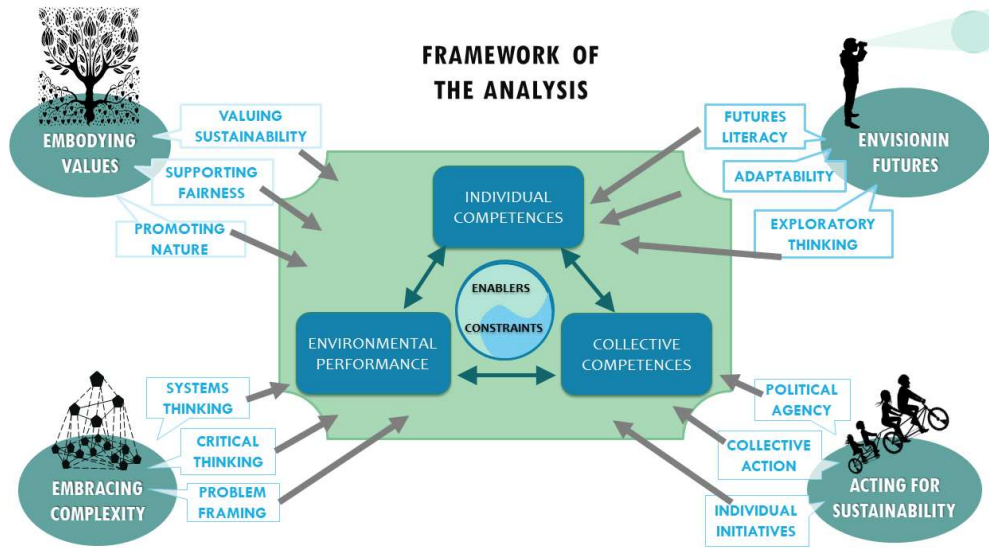 FRAMEWORK OF
THE ANALYSIS
EMBODYING
VALUES
VALUING
SUSTAINABILITY
SUPPORTING
FAIRNESS
PROMOTING
NATURE
ENVISIONIN
FUTURES
FUTURES
LITERACY
ADAPTABILITY
EXPLORATORY
THINKING
INDIVIDUAL
COMPETENCES
ENABLERS
CONSTRAINTS
ENVIRONMENTAL
PERFORMANCE
COLLECTIVE
COMPETENCES
EMBRACING
COMPLEXITY
SYSTEMS
THINKING
CRITICAL
THINKING
PROBLEM
FRAMING
ACTING FOR
SUSTAINABILITY
POLITICAL
AGENCY
COLLECTIVE
ACTION
INDIVIDUAL
INITIATIVES